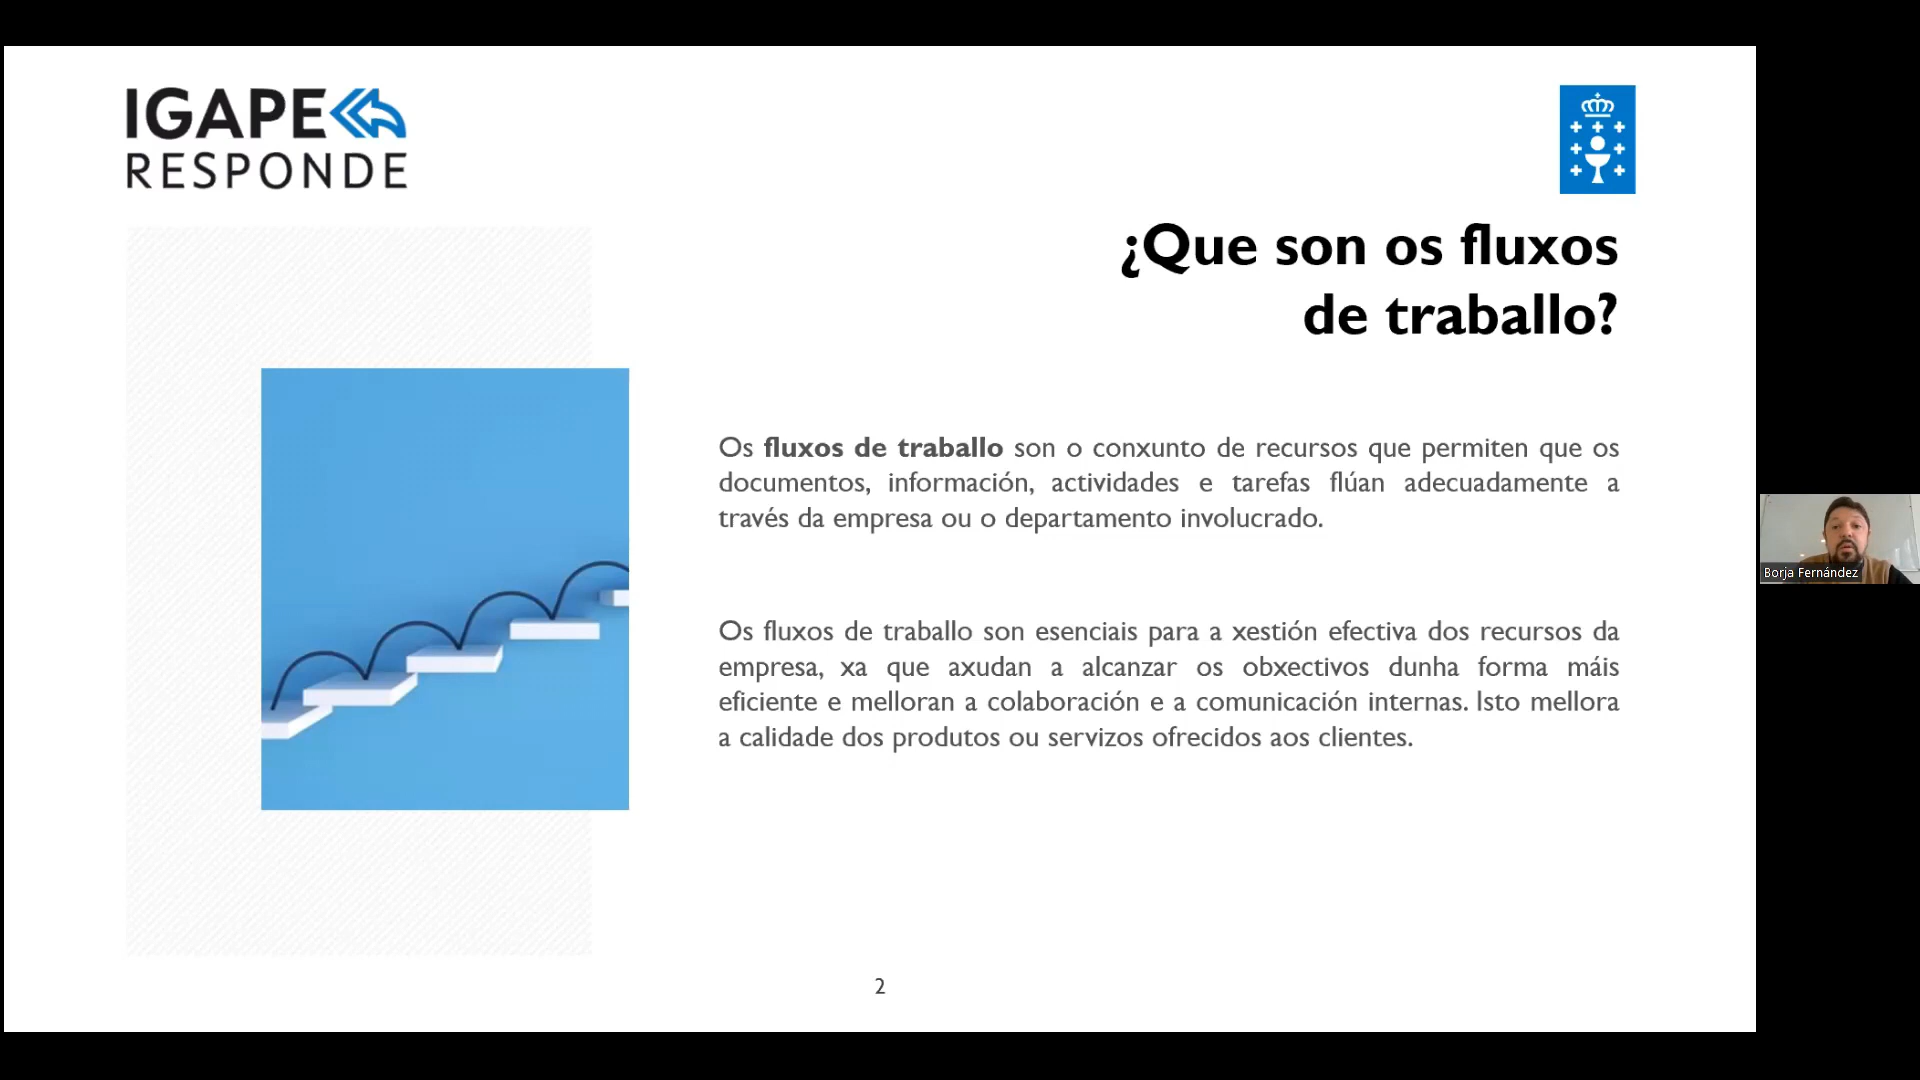 IGAPE
RESPONDE
¿Que son os fluxos
de traballo?
Os fluxos de traballo son o conxunto de recursos que permiten que os
documentos, información, actividades e tarefas flúan adecuadamente a
través da empresa ou o departamento involucrado.
Os fluxos de traballo son esenciais para a xestión efectiva dos recursos da
empresa, xa que axudan a alcanzar os obxectivos dunha forma máis
eficiente e melloran a colaboración e a comunicación internas. Isto mellora
a calidade dos produtos ou servizos ofrecidos aos clientes.
2
Borja Fernández